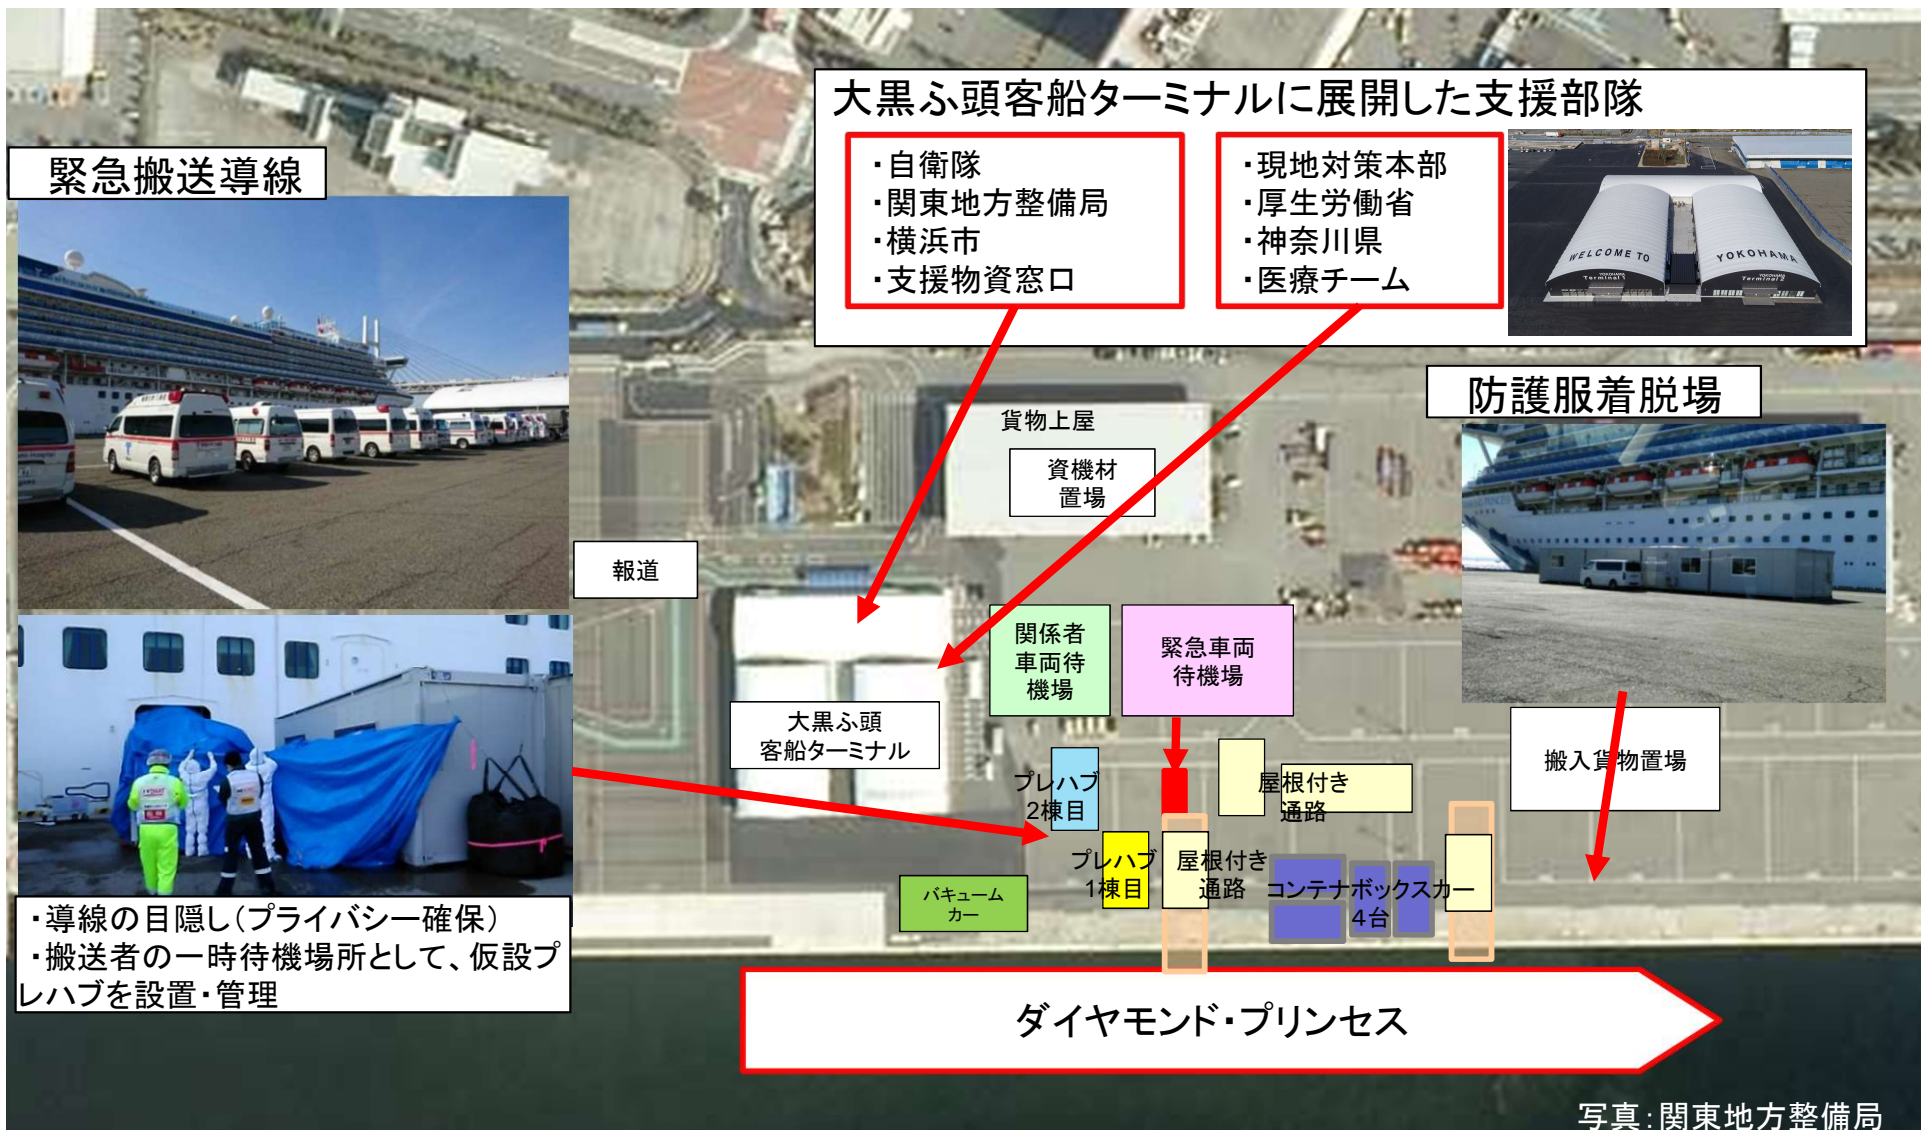 大黒ふ頭客船ターミナルに展開した支援部隊
・自衛隊
・関東地方整備局
・横浜市
・支援物資窓口
・現地対策本部
・厚生労働省
・神奈川県
・医療チーム
WELCOME TO
YOKOHAMA
YOKOHAMA
Terminal 1
YOKOHAMA
Terminal 2
緊急搬送導線
防護服着脱場
貨物上屋
資機材
置場
報道
関係者
車両待
機場
緊急車両
待機場
大黒ふ頭
客船ターミナル
搬入貨物置場
プレハブ
2棟目
屋根付き
通路
プレハブ
1棟目
屋根付き
通路
コンテナボックスカー
4台
バキューム
カー
・導線の目隠し（プライバシー確保）
・搬送者の一時待機場所として、仮設プ
レハブを設置・管理
ダイヤモンド・プリンセス
写真：関東地方整備局